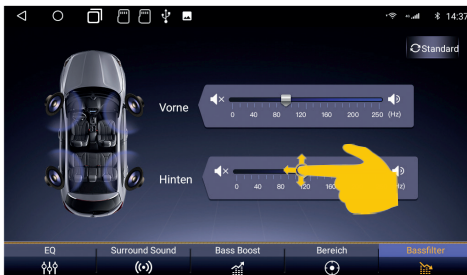 14:37
Standard
Vorne
0 40 80 120 160 200 250 (Hz)
Hinten
0 40 80 120 160
EQ Surround Sound Bass Boost Bereich Bassfilter